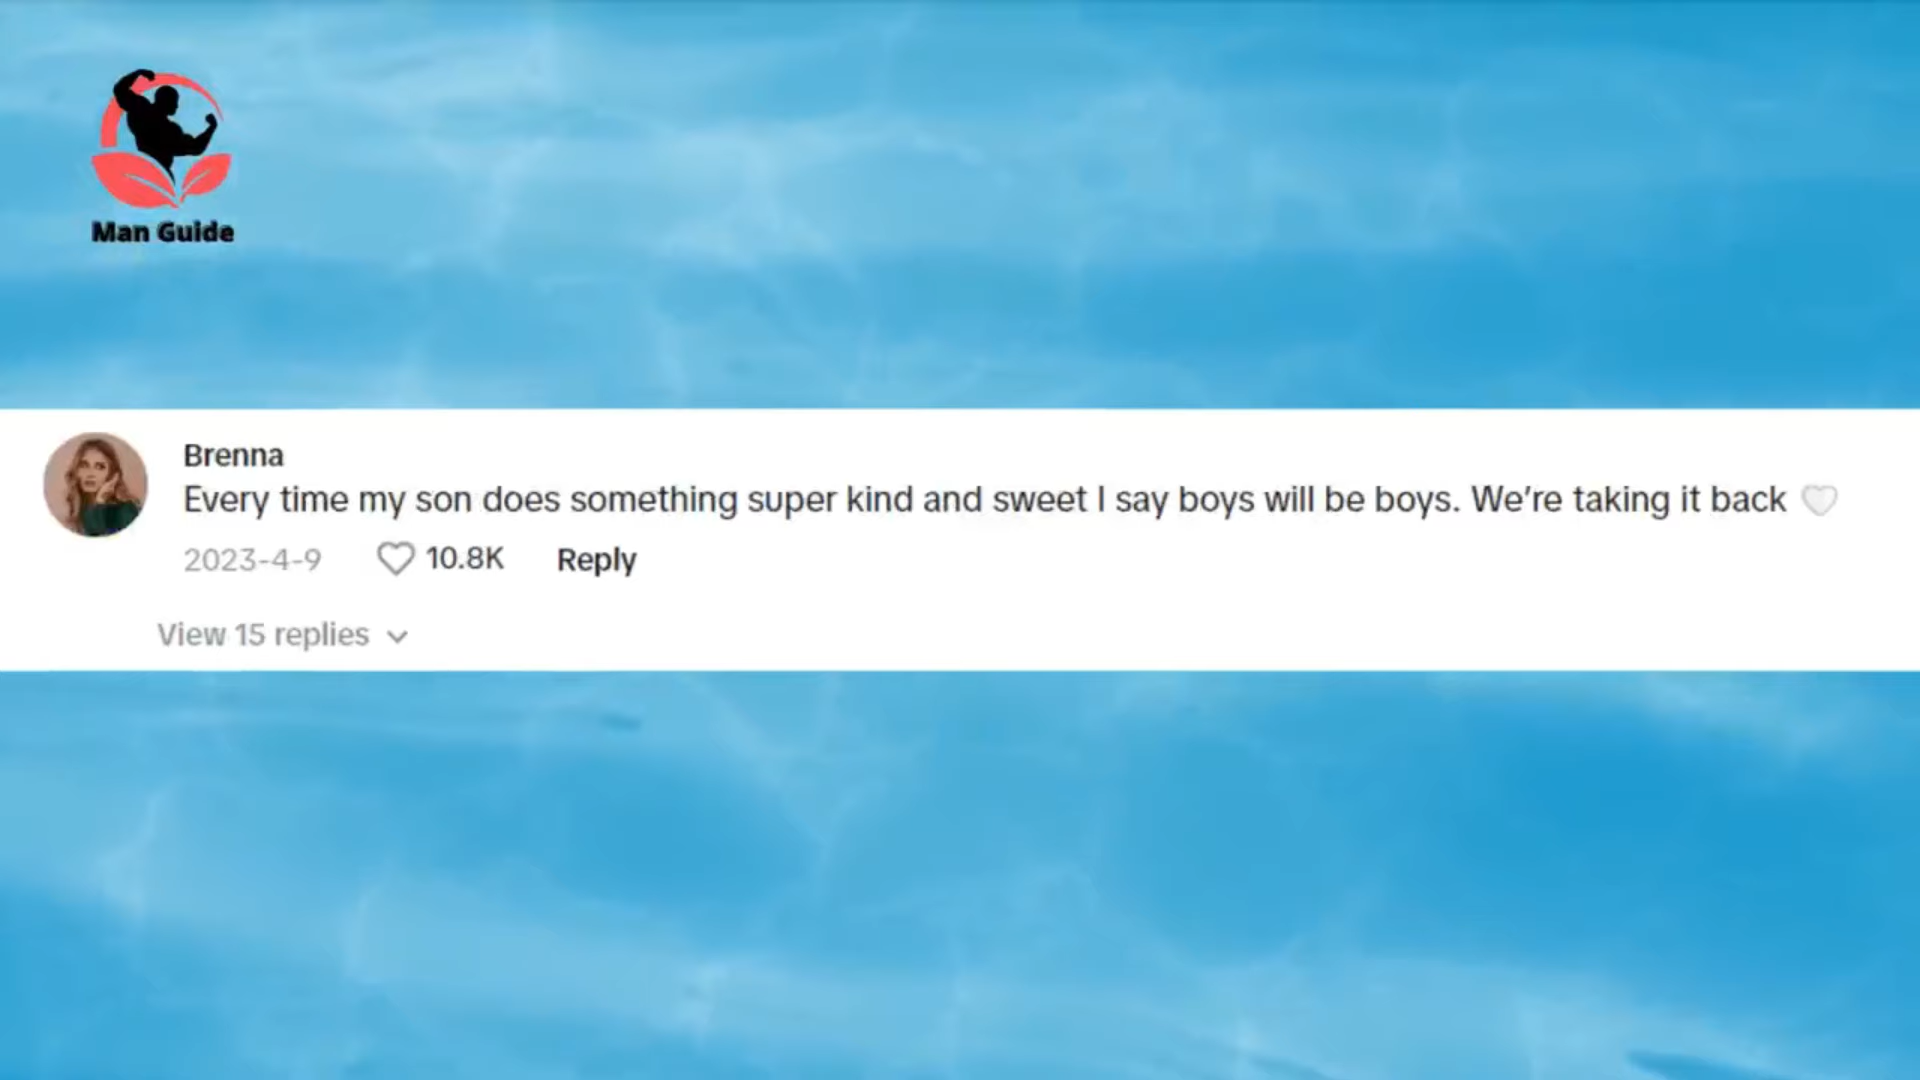 Man Guide
Brenna
Every time my son does something super kind and sweet I say boys will be boys. We're taking it back 🤍
2023-4-9 10.8K Reply
View 15 replies